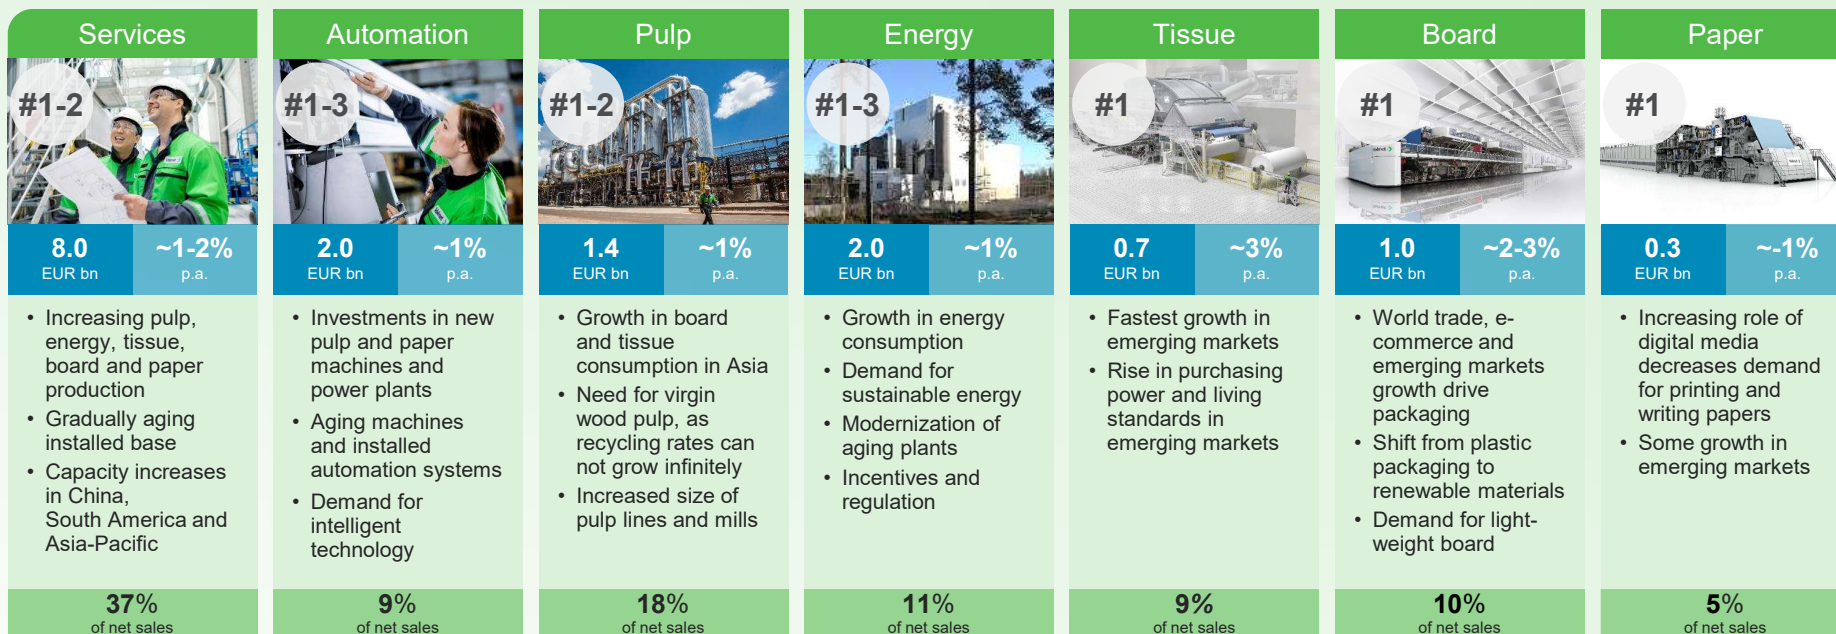 Services
#1-2
8.0
EUR bn
~1-2%
p.a.
• Increasing pulp,
energy, tissue,
board and paper
production
• Gradually aging
installed base
• Capacity increases
in China,
South America and
Asia-Pacific
37%
of net sales
Automation
#1-3
2.0
EUR bn
~1%
p.a.
• Investments in new
pulp and paper
machines and
power plants
• Aging machines
and installed
automation systems
• Demand for
intelligent
technology
9%
of net sales
Pulp
#1-2
1.4
EUR bn
~1%
p.a.
• Growth in board
and tissue
consumption in Asia
• Need for virgin
wood pulp, as
recycling rates can
not grow infinitely
• Increased size of
pulp lines and mills
18%
of net sales
Energy
#1-3
2.0
EUR bn
~1%
p.a.
• Growth in energy
consumption
• Demand for
sustainable energy
• Modernization of
aging plants
• Incentives and
regulation
11%
of net sales
Tissue
#1
0.7
EUR bn
~3%
p.a.
• Fastest growth in
emerging markets
• Rise in purchasing
power and living
standards in
emerging markets
9%
of net sales
Board
#1
1.0
EUR bn
~2-3%
p.a.
• World trade, e-
commerce and
emerging markets
growth drive
packaging
• Shift from plastic
packaging to
renewable materials
• Demand for light-
weight board
10%
of net sales
Paper
#1
0.3
EUR bn
~-1%
p.a.
• Increasing role of
digital media
decreases demand
for printing and
writing papers
• Some growth in
emerging markets
5%
of net sales